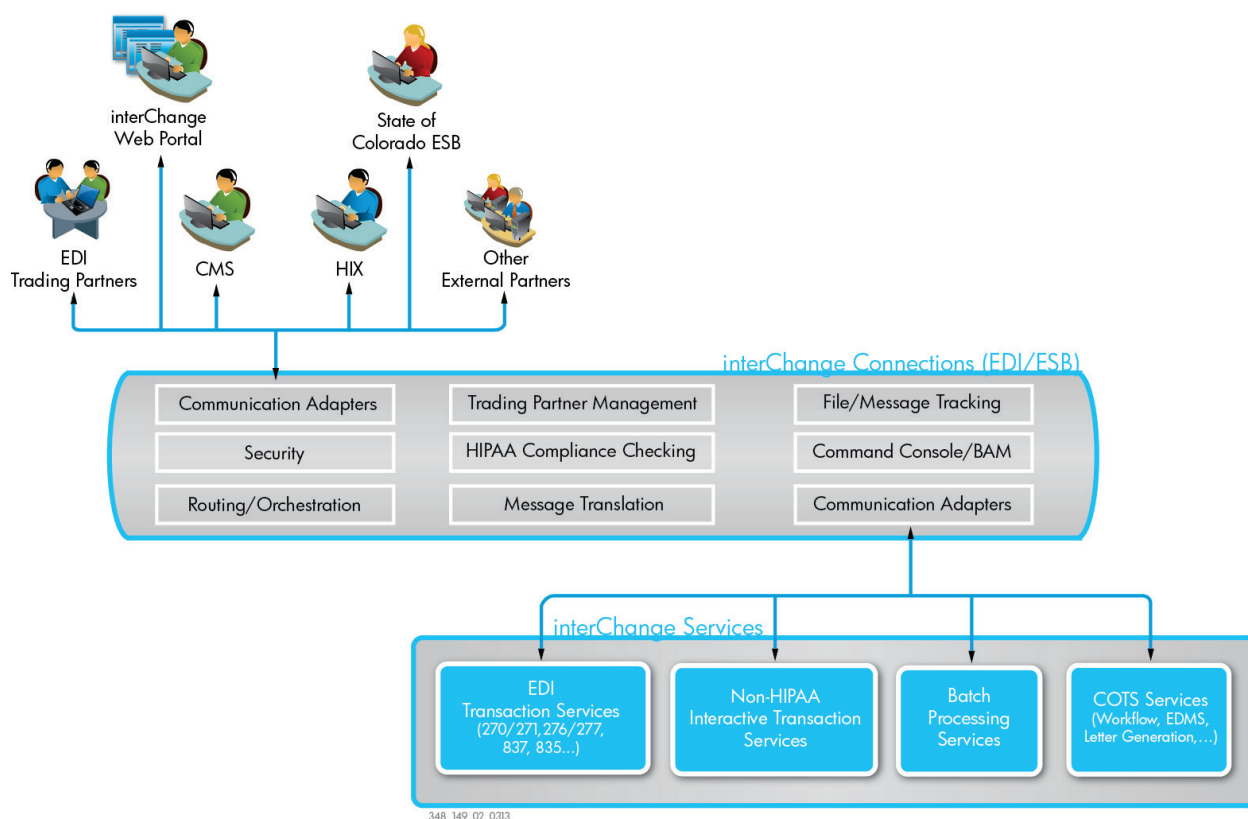 interChange
Web Portal
State of
Colorado ESB
EDI
Trading Partners
CMS
HIX
Other
External Partners
interChange Connections (EDI/ESB)
Communication Adapters
Trading Partner Management
File/Message Tracking
Security
HIPAA Compliance Checking
Command Console/BAM
Routing/Orchestration
Message Translation
Communication Adapters
interChange Services
EDI
Transaction Services
(270/271,276/277,
837, 835...)
Non-HIPAA
Interactive Transaction
Services
Batch
Processing
Services
COTS Services
(Workflow, EDMS,
Letter Generation,...)
348_149_02_0313